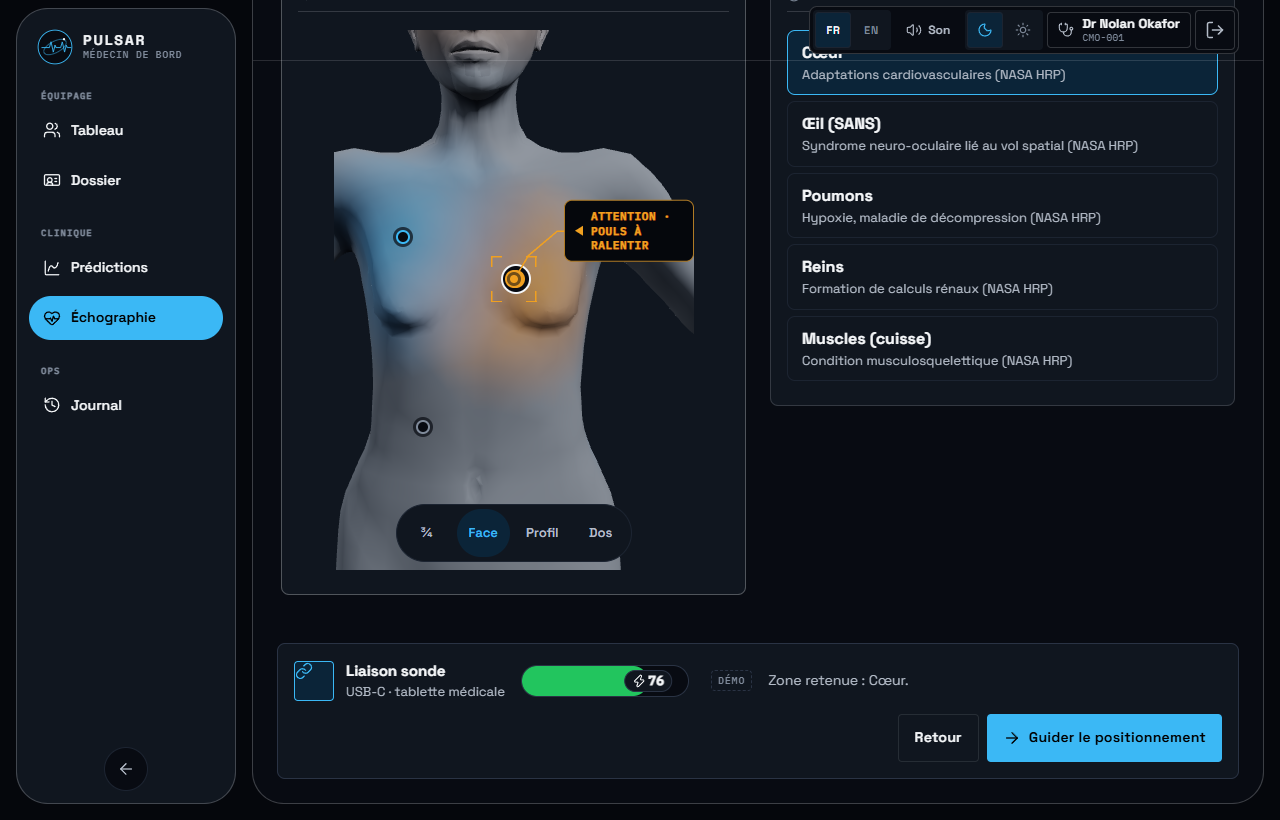 PULSAR
MÉDECIN DE BORD
ÉQUIPAGE
Tableau
Dossier
CLINIQUE
Prédictions
Échographie
OPS
Journal
FR
EN
Son
Dr Nolan Okafor
CMO-001
ATTENTION ·
POULS À
RALENTIR
¾
Face
Profil
Dos
Cœur
Adaptations cardiovasculaires (NASA HRP)
Œil (SANS)
Syndrome neuro-oculaire lié au vol spatial (NASA HRP)
Poumons
Hypoxie, maladie de décompression (NASA HRP)
Reins
Formation de calculs rénaux (NASA HRP)
Muscles (cuisse)
Condition musculosquelettique (NASA HRP)
Liaison sonde
USB-C · tablette médicale
76
DÉMO
Zone retenue : Cœur.
Retour
Guider le positionnement